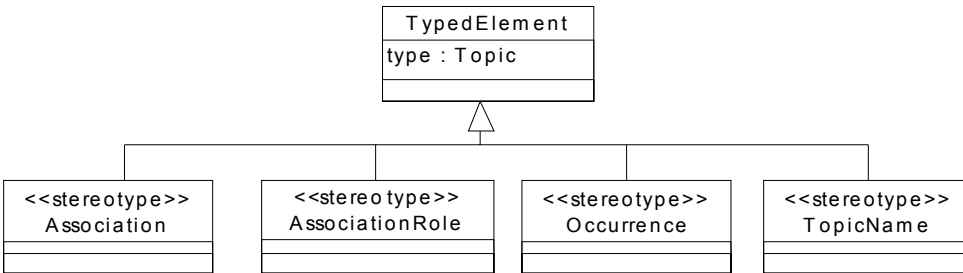 TypedElement
type : Topic
<<stereotype>>
Association
<<stereotype>>
AssociationRole
<<stereotype>>
Occurrence
<<stereotype>>
TopicName